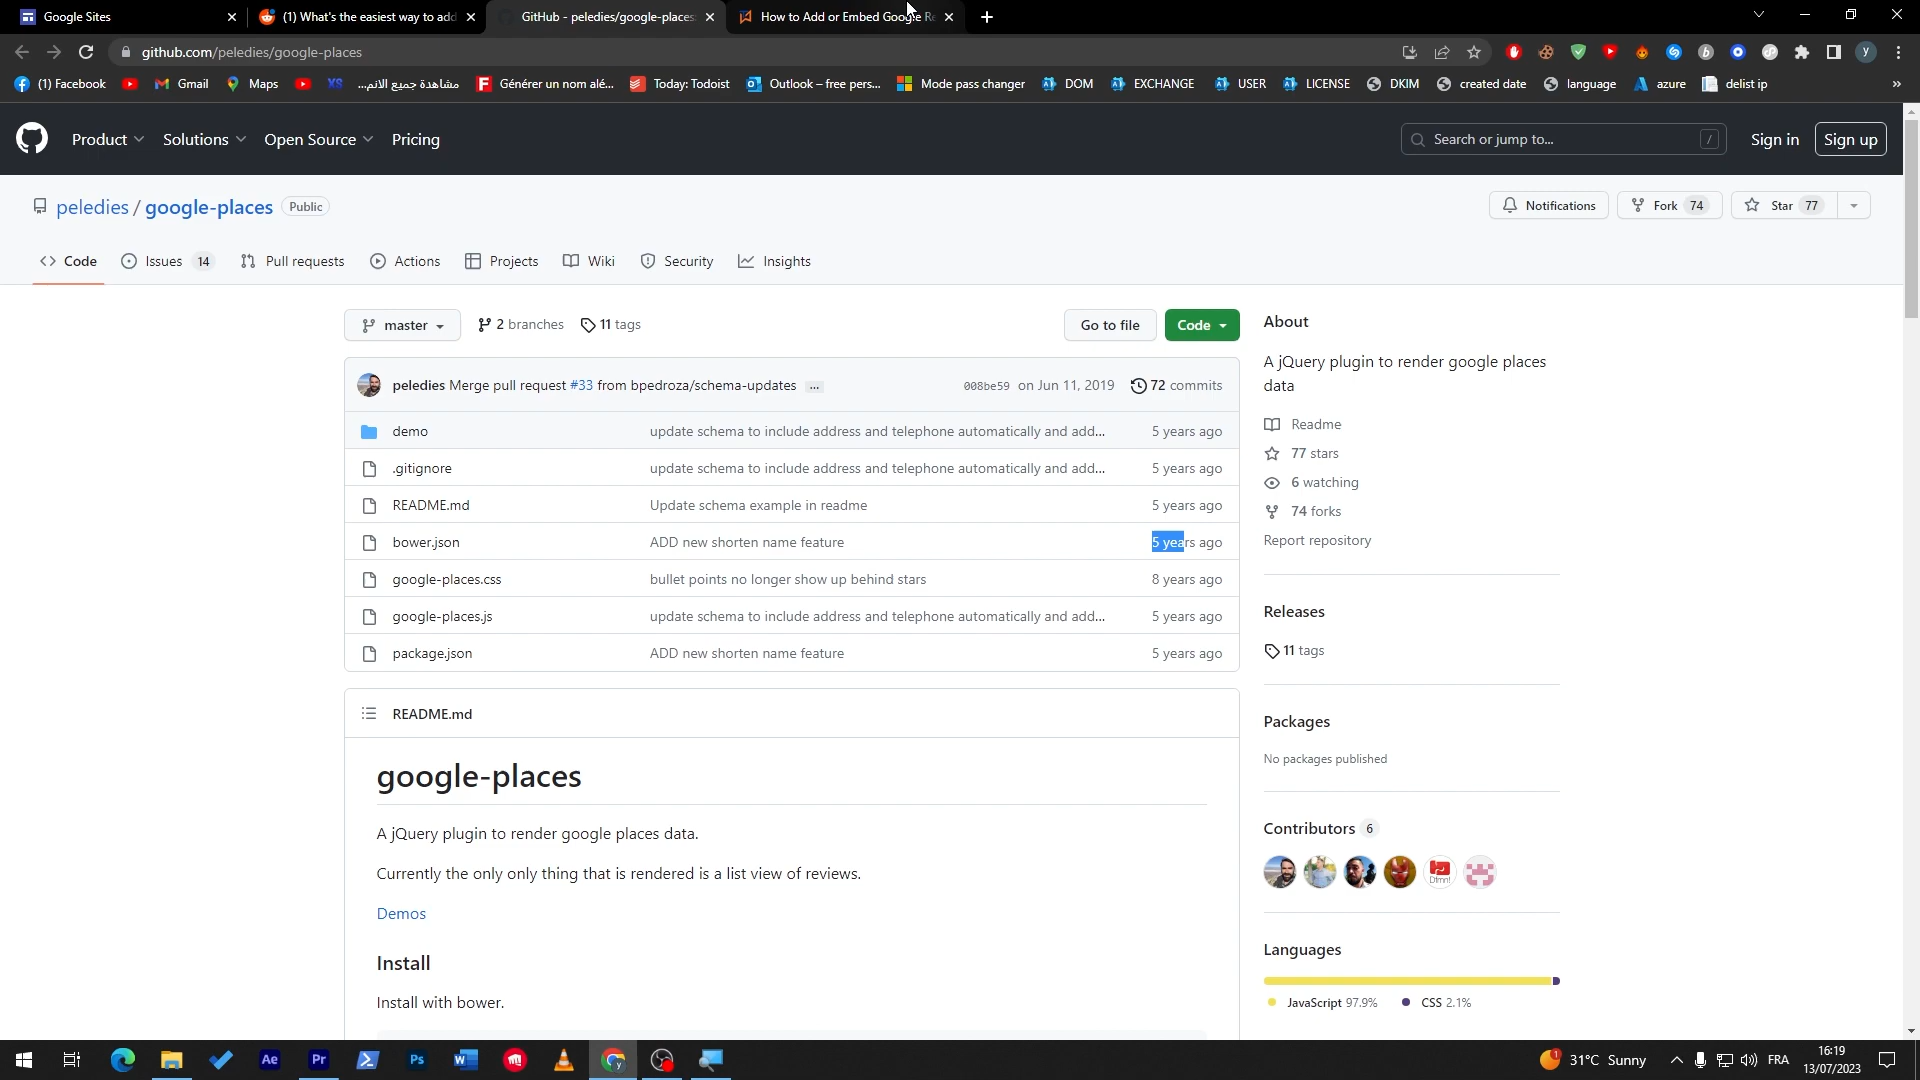 Google Sites
(1) What's the easiest way to add
GitHub - peledies/google-places:
How to Add or Embed Google Re
github.com/peledies/google-places
(1) Facebook
Gmail
Maps
مشاهدة جميع الانم...
Générer un nom alé...
Today: Todoist
Outlook – free pers...
Mode pass changer
DOM
EXCHANGE
USER
LICENSE
DKIM
created date
language
azure
delist ip
»
Product
Solutions
Open Source
Pricing
Search or jump to...
/
Sign in
Sign up
peledies / google-places
Public
Notifications
Fork 74
Star 77
Code
Issues 14
Pull requests
Actions
Projects
Wiki
Security
Insights
master
2 branches
11 tags
Go to file
Code
peledies Merge pull request #33 from bpedroza/schema-updates ...
008be59 on Jun 11, 2019
72 commits
demo
update schema to include address and telephone automatically and add...
5 years ago
.gitignore
update schema to include address and telephone automatically and add...
5 years ago
README.md
Update schema example in readme
5 years ago
bower.json
ADD new shorten name feature
5 years ago
google-places.css
bullet points no longer show up behind stars
8 years ago
google-places.js
update schema to include address and telephone automatically and add...
5 years ago
package.json
ADD new shorten name feature
5 years ago
README.md
google-places
A jQuery plugin to render google places data.
Currently the only only thing that is rendered is a list view of reviews.
Demos
Install
Install with bower.
About
A jQuery plugin to render google places
data
Readme
77 stars
6 watching
74 forks
Report repository
Releases
11 tags
Packages
No packages published
Contributors 6
Languages
JavaScript 97.9%
CSS 2.1%
Ae
Pr
Ps
31°C Sunny
FRA
16:19
13/07/2023